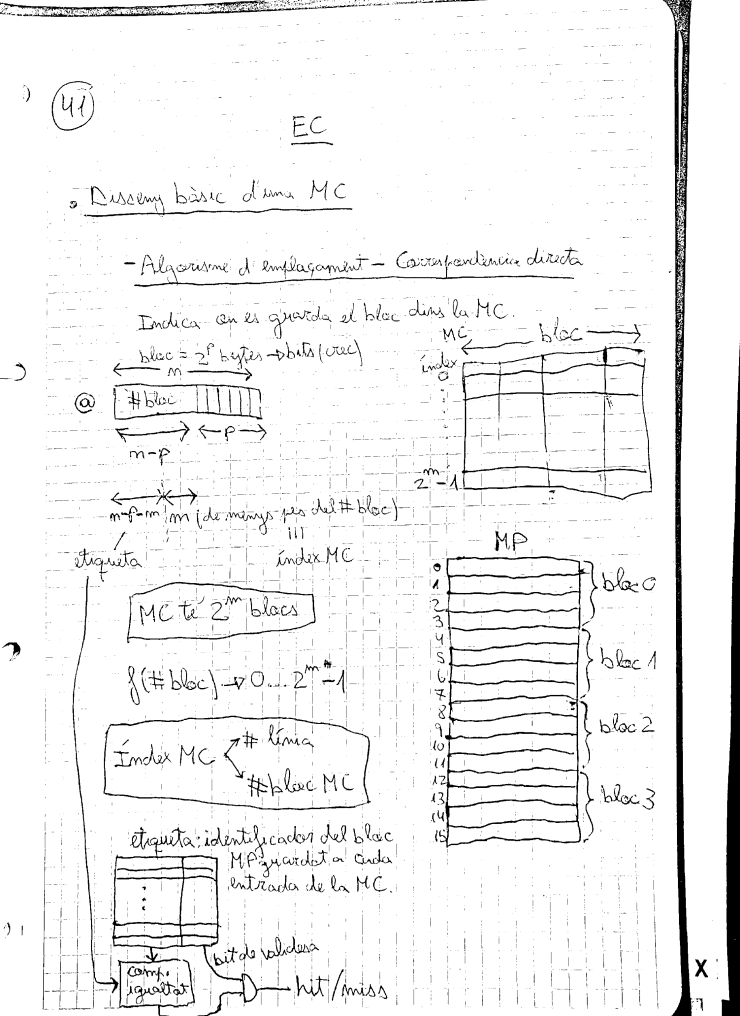 41
EC
• Disseny bàsic d'una MC
- Algorisme d'emplaçament - Correspondència directa
Indica on es guarda el bloc dins la MC.
bloc = 2^p bytes → bits (crec)
n
@ #bloc
n-p p
n-p-m m (de menys pes del #bloc)
etiqueta índex MC
MC té 2^m blocs
f(#bloc) → 0...2^m-1
Índex MC
# línia
#bloc MC
etiqueta: identificador del bloc
MP guardat a cada
entrada de la MC.
bit de validesa
comp.
igualtat
hit/miss
MC
bloc
índex
0
2^m-1
MP
0
1
2
3
bloc 0
4
5
6
7
bloc 1
8
9
10
11
bloc 2
12
13
14
15
bloc 3
X